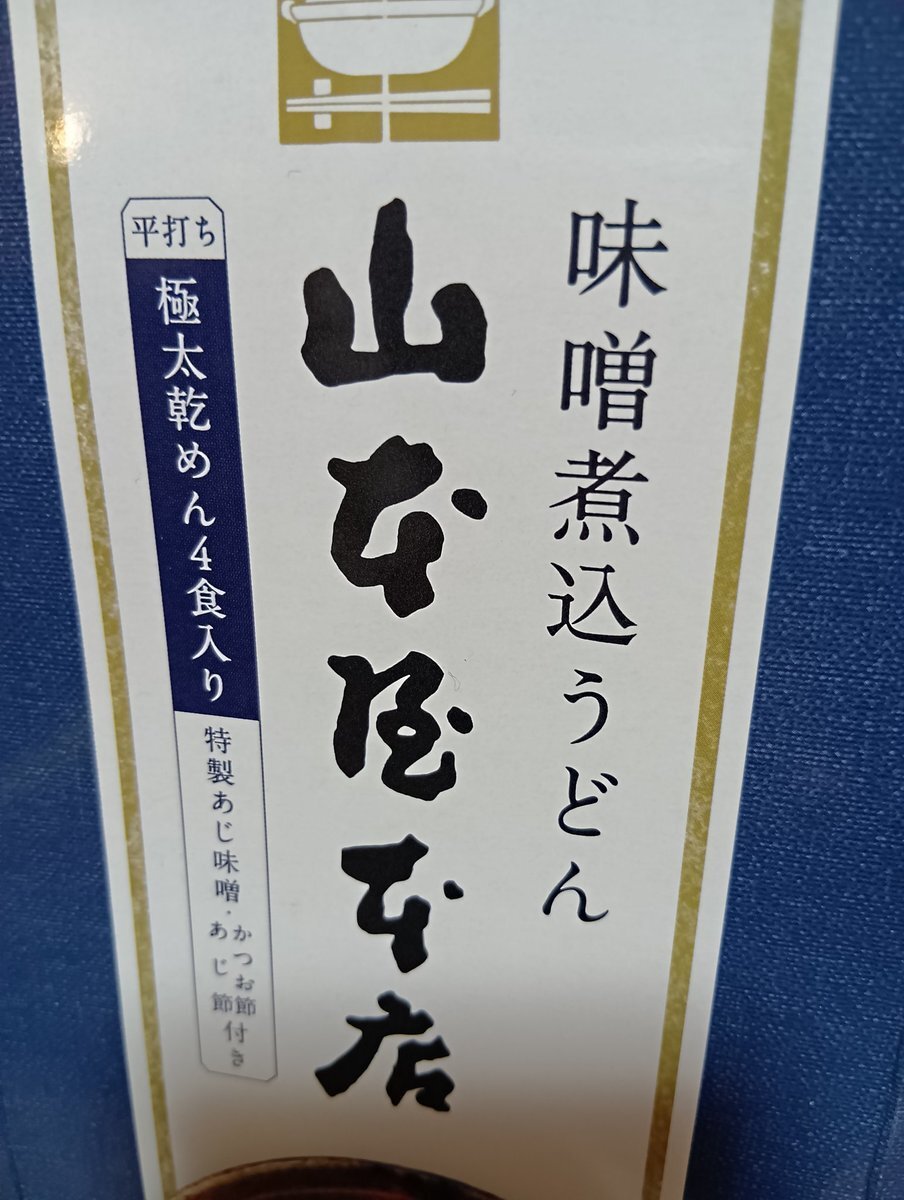 味噌煮込うどん
山本屋本店
平打ち
極太乾めん4食入り
特製あじ味噌・かつお節あじ節付き